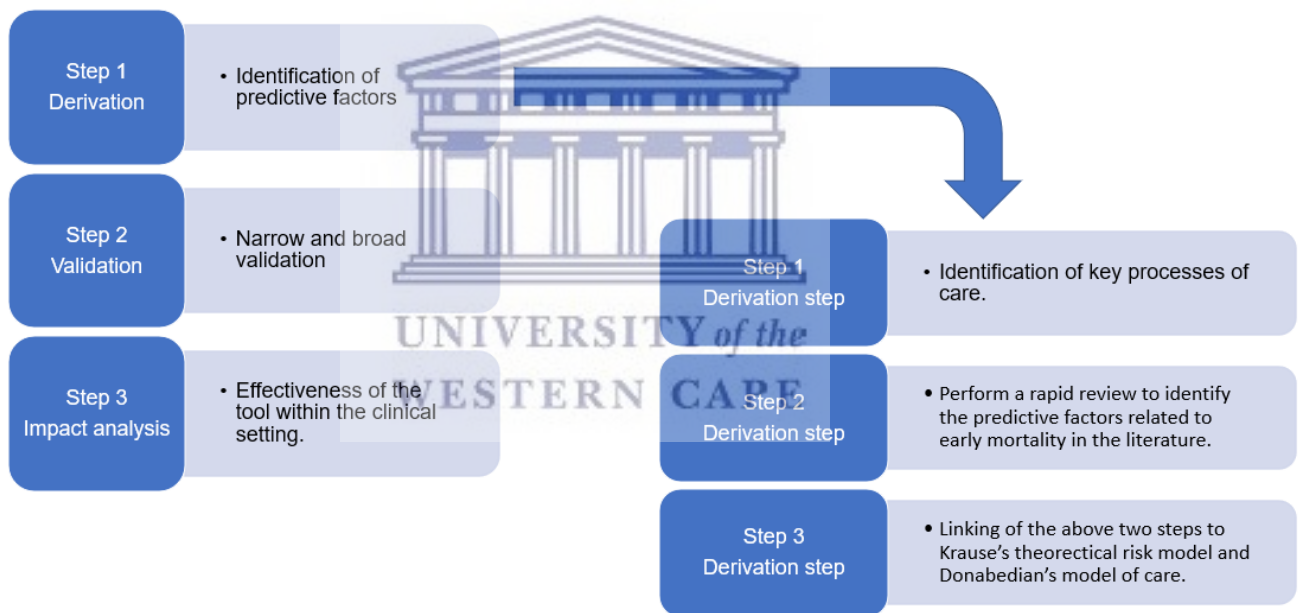 Step 1
Derivation
• Identification of
predictive factors
Step 2
Validation
• Narrow and broad
validation
Step 3
Impact analysis
• Effectiveness of the
tool within the clinical
setting.
UNIVERSITY of the
WESTERN CAPE
Step 1
Derivation step
• Identification of key processes of
care.
Step 2
Derivation step
• Perform a rapid review to identify
the predictive factors related to
early mortality in the literature.
Step 3
Derivation step
• Linking of the above two steps to
Krause's theorectical risk model and
Donabedian's model of care.